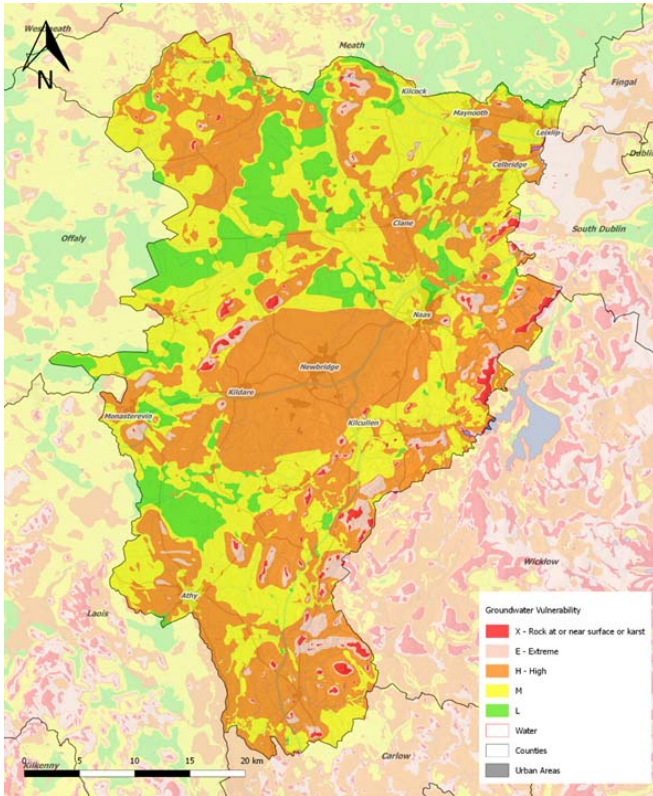 Westmeath
Meath
N
Fingal
Kilcock
Maynooth
Leixlip
Dublin
Celbridge
Clane
South Dublin
Offaly
Naas
Newbridge
Kildare
Monasterevin
Kilcullen
Wicklow
Athy
Laois
Groundwater Vulnerability
X - Rock at or near surface or karst
E - Extreme
H - High
M
L
Water
Counties
Urban Areas
Carlow
Kilkenny
0 5 10 15 20 km